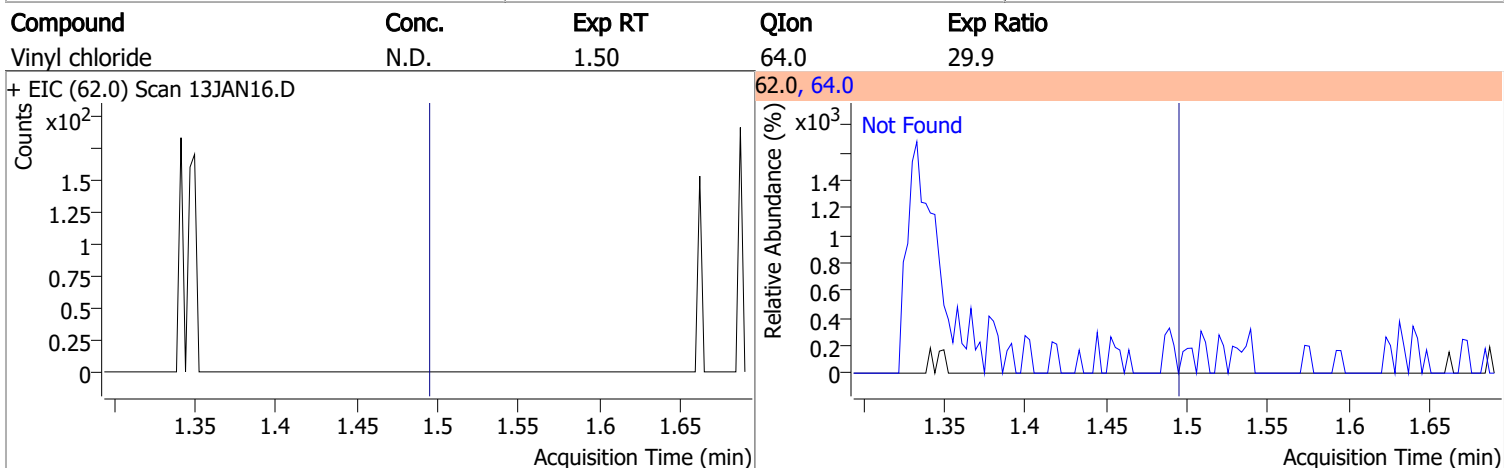 Compound Conc. Exp RT QIon Exp Ratio
Vinyl chloride N.D. 1.50 64.0 29.9
+ EIC (62.0) Scan 13JAN16.D
Counts
x10²
1.5
1.25
1
0.75
0.5
0.25
0
1.35 1.4 1.45 1.5 1.55 1.6 1.65
Acquisition Time (min)
62.0, 64.0
Relative Abundance (%)
x10³
Not Found
1.4
1.2
1
0.8
0.6
0.4
0.2
0
1.35 1.4 1.45 1.5 1.55 1.6 1.65
Acquisition Time (min)